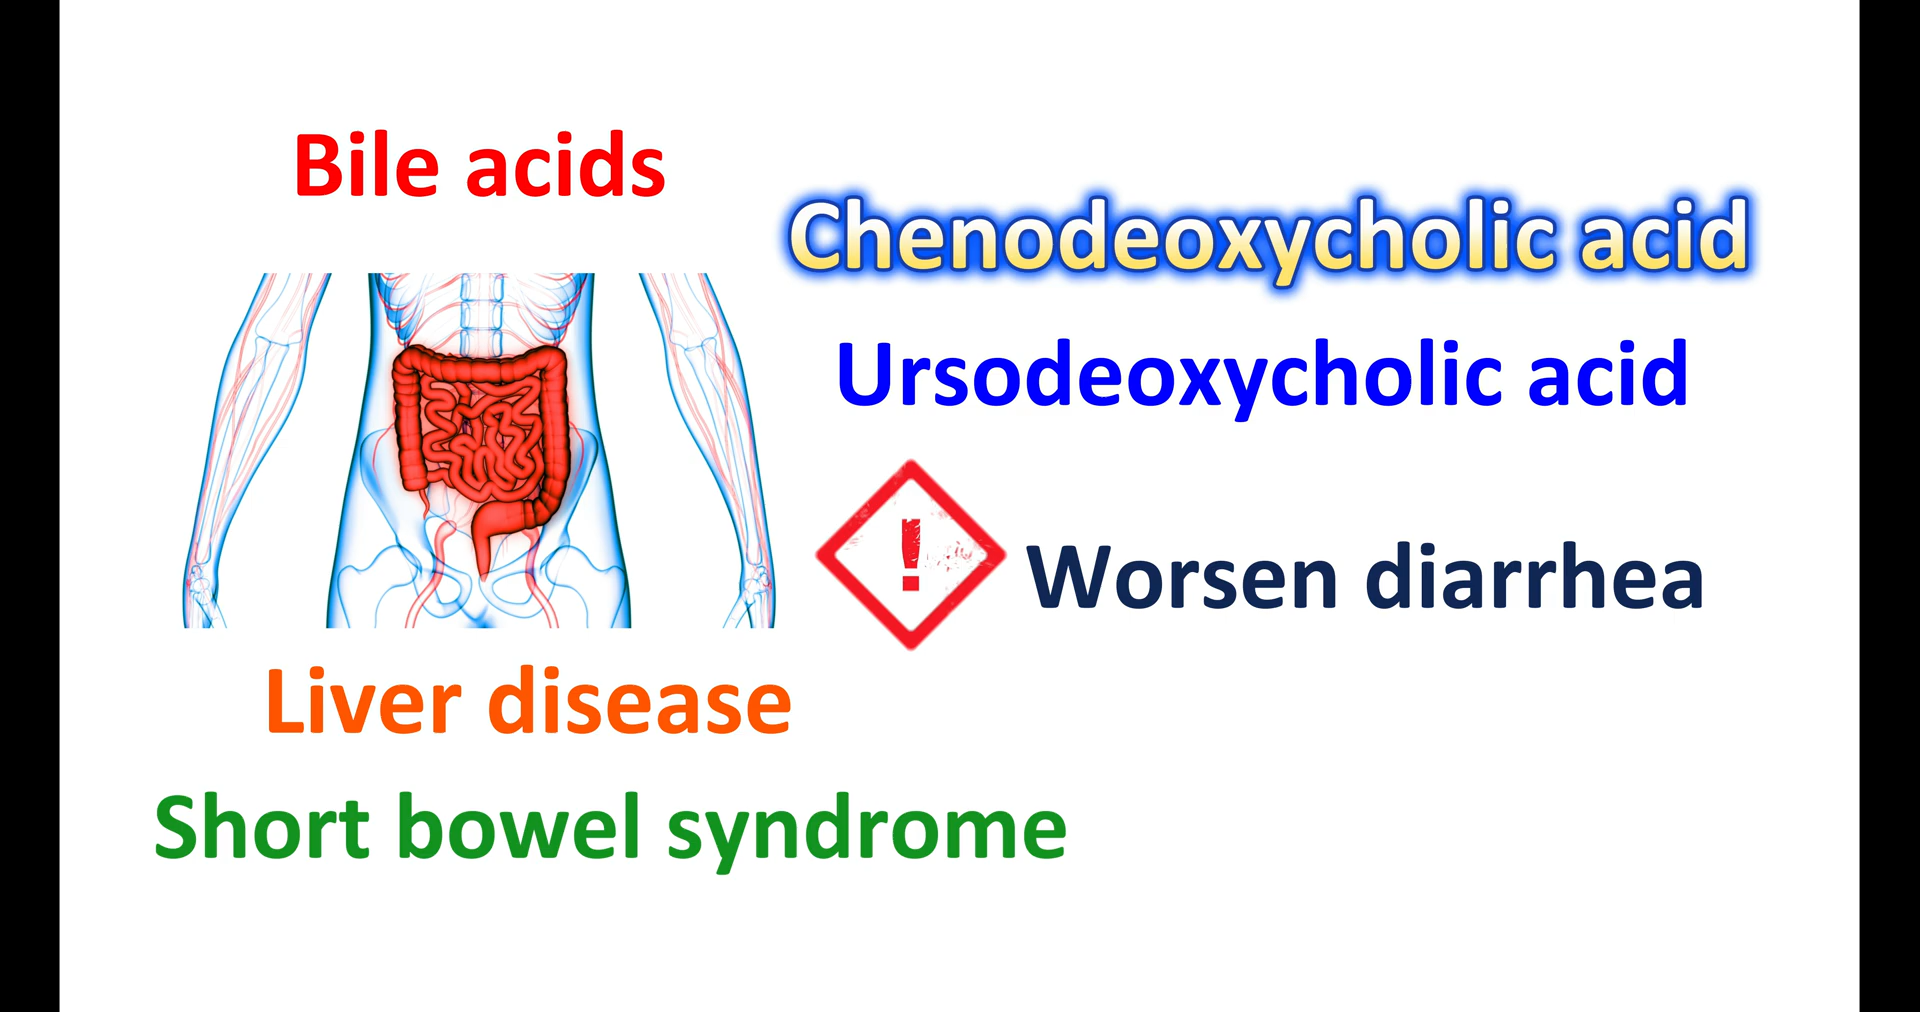 Bile acids
Chenodeoxycholic acid
Ursodeoxycholic acid
!
Worsen diarrhea
Liver disease
Short bowel syndrome